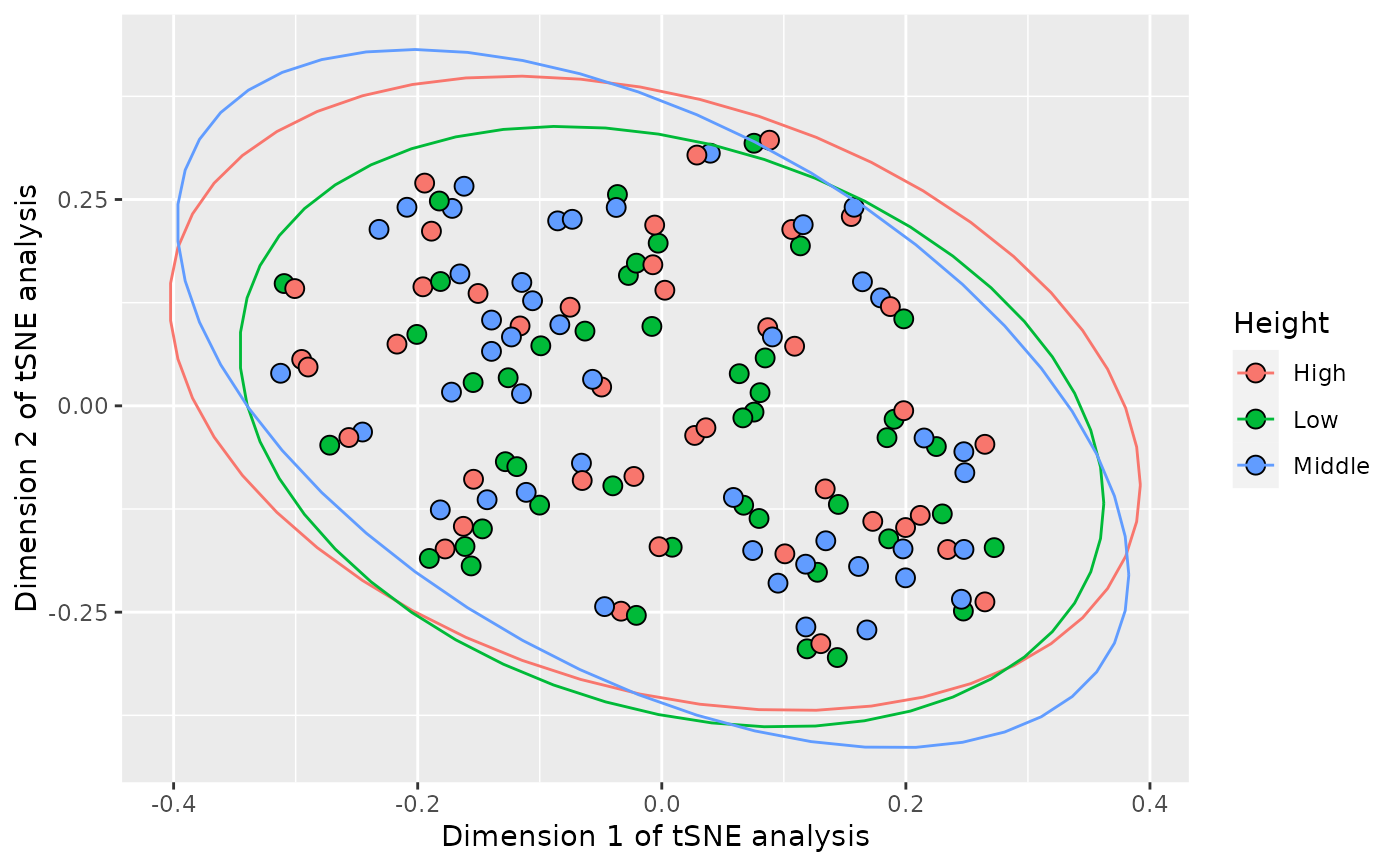 Dimension 2 of tSNE analysis
0.25
0.00
-0.25
-0.4 -0.2 0.0 0.2 0.4
Dimension 1 of tSNE analysis
Height
High
Low
Middle